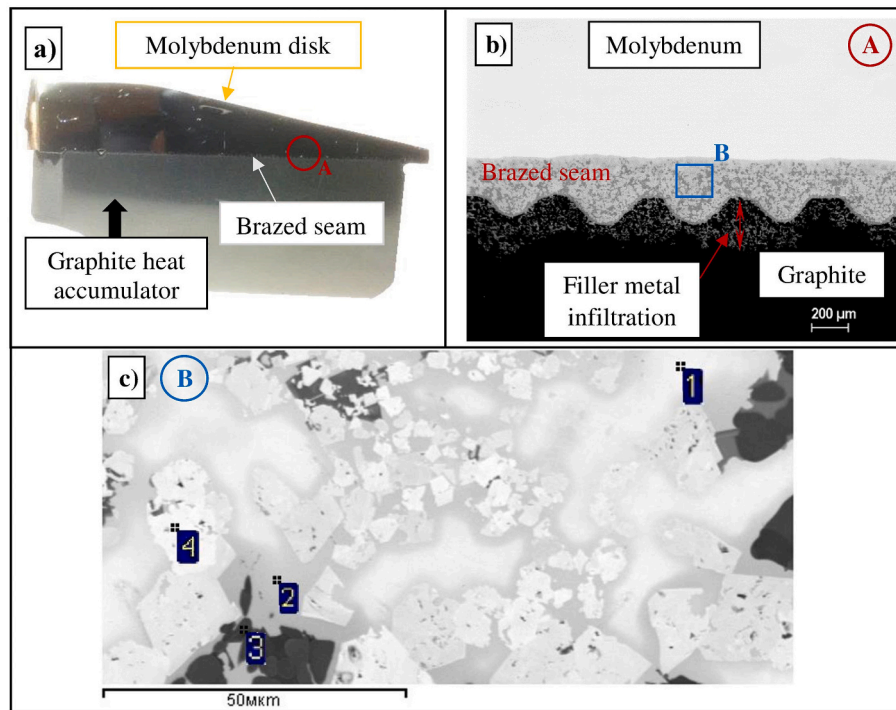 a)
Molybdenum disk
A
Brazed seam
Graphite heat
accumulator
b)
Molybdenum
A
B
Brazed seam
Filler metal
infiltration
Graphite
200 µm
c)
B
1
4
2
3
50мкm